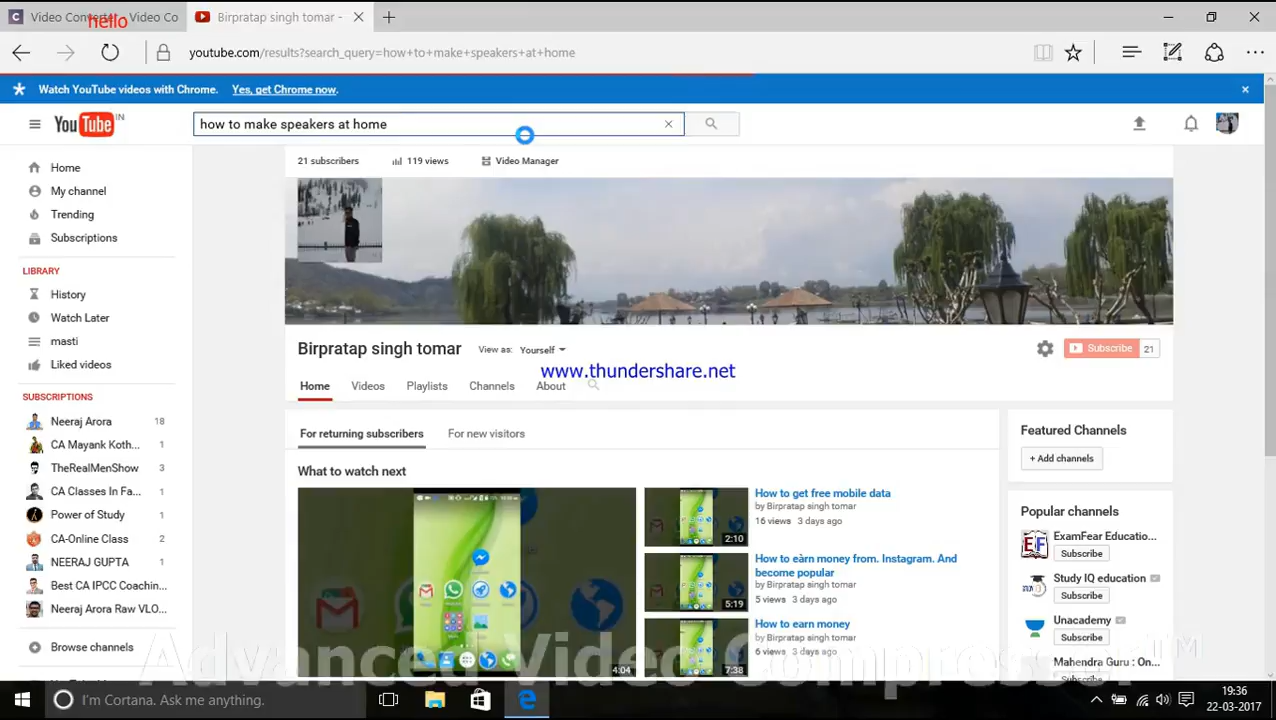 Video Converter - Video Co
hello
Birpratap singh tomar -
youtube.com/results?search_query=how+to+make+speakers+at+home
Watch YouTube videos with Chrome. Yes, get Chrome now.
YouTube IN
how to make speakers at home
21 subscribers 119 views Video Manager
Home
My channel
Trending
Subscriptions
LIBRARY
History
Watch Later
masti
Liked videos
SUBSCRIPTIONS
Neeraj Arora 18
CA Mayank Koth... 1
TheRealMenShow 3
CA Classes In Fa... 1
Power of Study 1
CA-Online Class 2
NEERAJ GUPTA 1
Best CA IPCC Coachin...
Neeraj Arora Raw VLO...
Browse channels
Birpratap singh tomar View as: Yourself
Subscribe 21
www.thundershare.net
Home Videos Playlists Channels About
For returning subscribers For new visitors
What to watch next
4:04
How to get free mobile data
by Birpratap singh tomar
16 views 3 days ago
2:10
How to earn money from. Instagram. And
become popular
by Birpratap singh tomar
5 views 3 days ago
5:19
How to earn money
by Birpratap singh tomar
6 views 3 days ago
7:38
Featured Channels
+ Add channels
Popular channels
ExamFear Educatio...
Subscribe
Study IQ education
Subscribe
Unacademy
Subscribe
Mahendra Guru : On...
Subscribe
Advanced Video Compressor™
I'm Cortana. Ask me anything.
19:36
22-03-2017